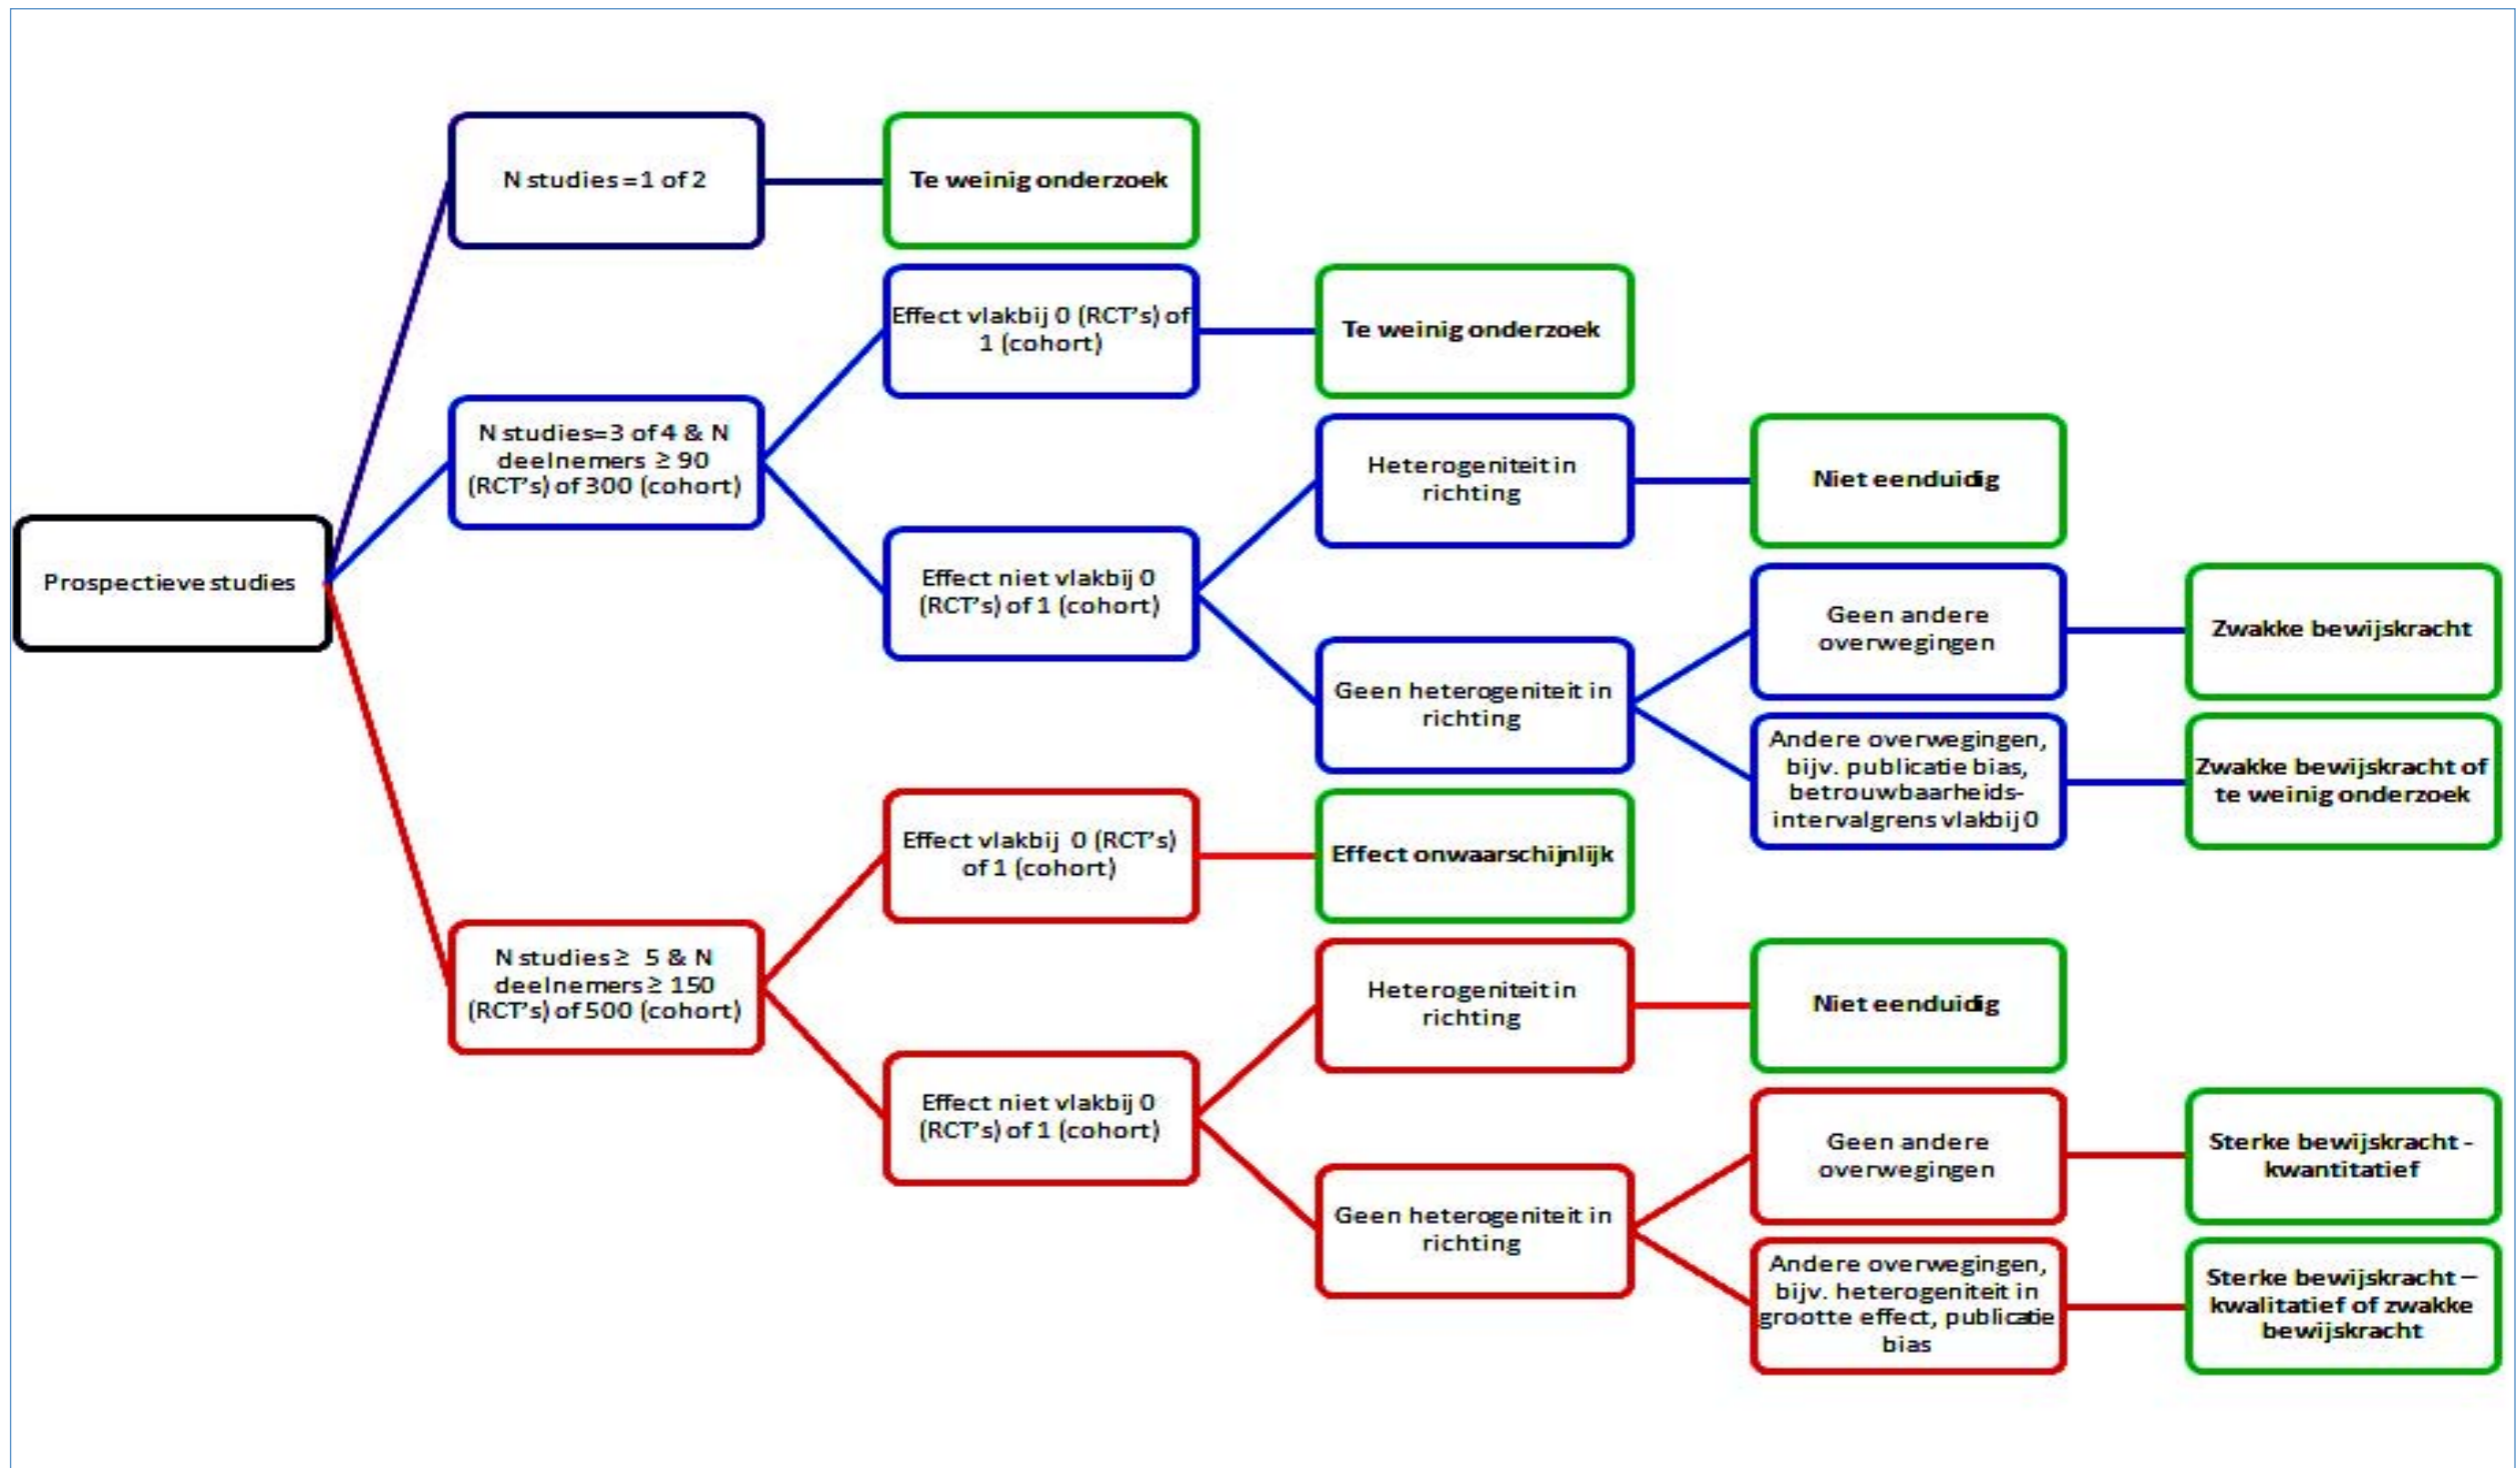 N studies=1 of 2
Te weinig onderzoek
Effect vlakbij 0 (RCT's) of
1 (cohort)
Te weinig onderzoek
N studies=3 of 4 & N
deelnemers ≥ 90
(RCT's) of 300 (cohort)
Heterogeniteit in
richting
Niet eenduidig
Prospectieve studies
Effect niet vlakbij 0
(RCT's) of 1 (cohort)
Geen andere
overwegingen
Zwakke bewijskracht
Geen heterogeniteit in
richting
Andere overwegingen,
bijv. publicatie bias,
betrouwbaarheids-
intervalgrens vlakbij 0
Zwakke bewijskracht of
te weinig onderzoek
Effect vlakbij 0 (RCT's)
of 1 (cohort)
Effect onwaarschijnlijk
N studies ≥ 5 & N
deelnemers ≥ 150
(RCT's) of 500 (cohort)
Heterogeniteit in
richting
Niet eenduidig
Effect niet vlakbij 0
(RCT's) of 1 (cohort)
Geen andere
overwegingen
Sterke bewijskracht -
kwantitatief
Geen heterogeniteit in
richting
Andere overwegingen,
bijv. heterogeniteit in
grootte effect, publicatie
bias
Sterke bewijskracht –
kwalitatief of zwakke
bewijskracht